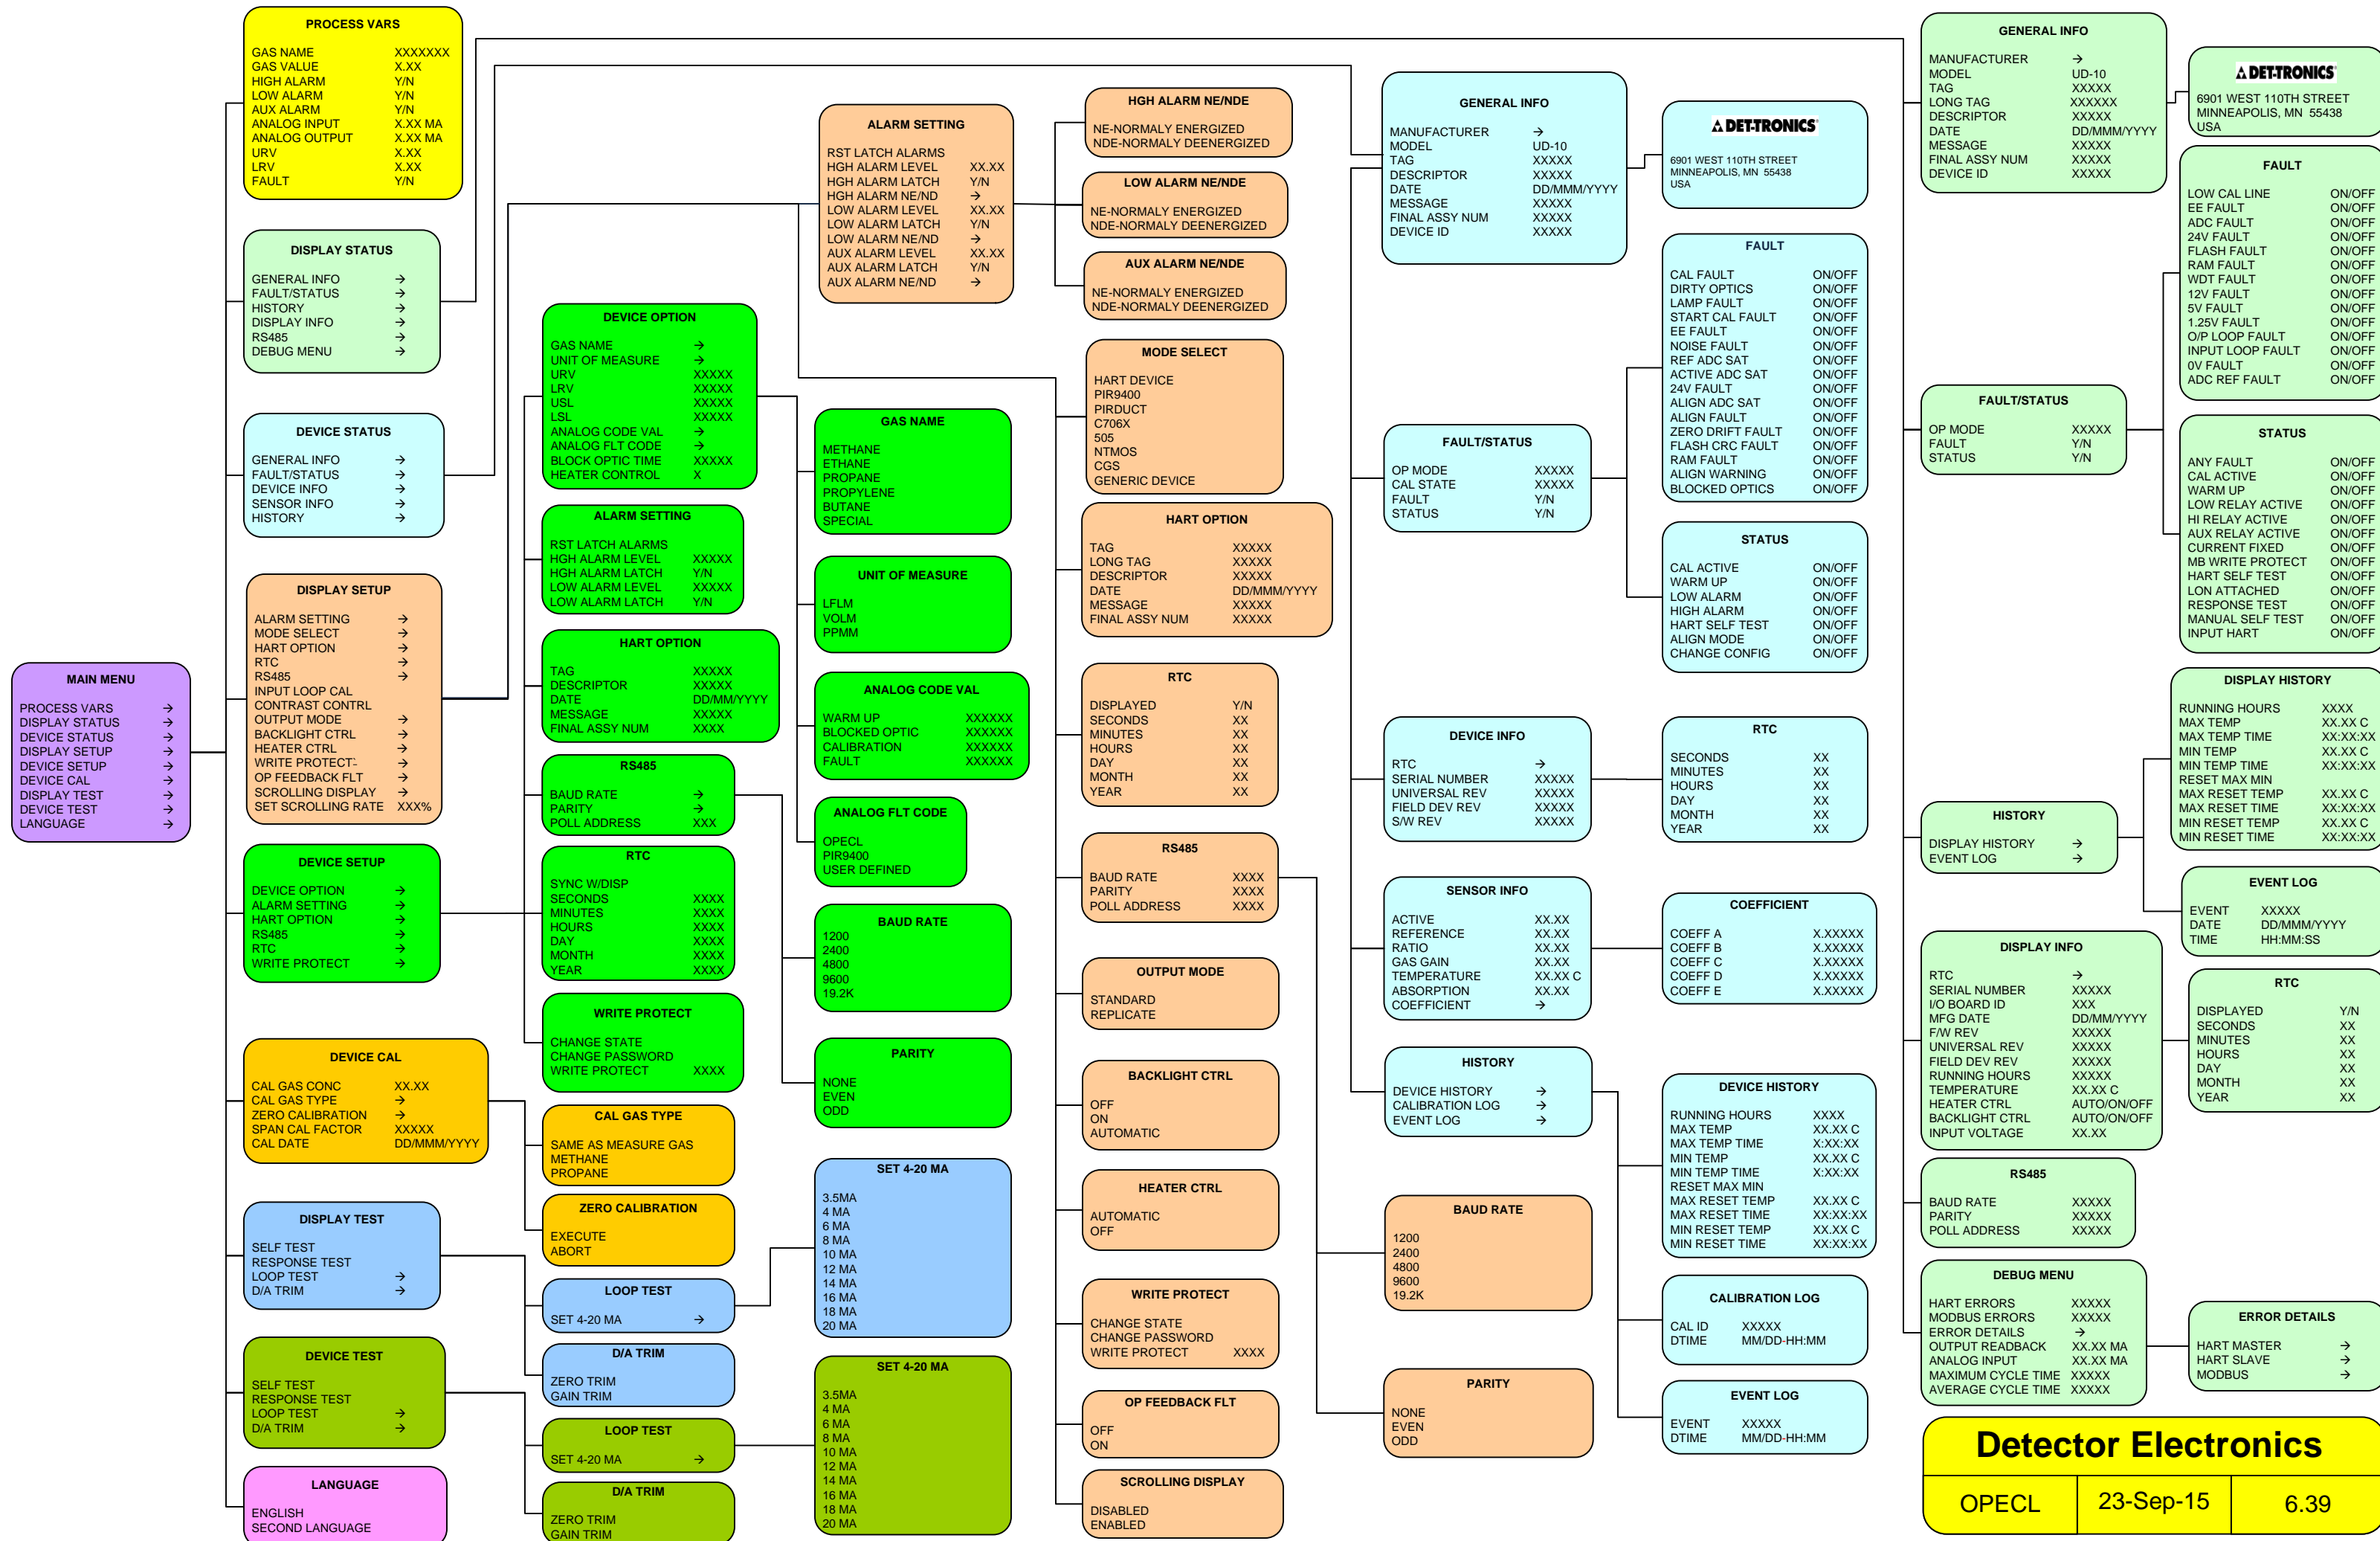 MAIN MENU
PROCESS VARS →
DISPLAY STATUS →
DEVICE STATUS →
DISPLAY SETUP →
DEVICE SETUP →
DEVICE CAL →
DISPLAY TEST →
DEVICE TEST →
LANGUAGE →
PROCESS VARS
GAS NAME XXXXXXX
GAS VALUE X.XX
HIGH ALARM Y/N
LOW ALARM Y/N
AUX ALARM Y/N
ANALOG INPUT X.XX MA
ANALOG OUTPUT X.XX MA
URV X.XX
LRV X.XX
FAULT Y/N
DISPLAY STATUS
GENERAL INFO →
FAULT/STATUS →
HISTORY →
DISPLAY INFO →
RS485 →
DEBUG MENU →
DEVICE STATUS
GENERAL INFO →
FAULT/STATUS →
DEVICE INFO →
SENSOR INFO →
HISTORY →
DISPLAY SETUP
ALARM SETTING →
MODE SELECT →
HART OPTION →
RTC →
RS485 →
INPUT LOOP CAL
CONTRAST CONTRL
OUTPUT MODE →
BACKLIGHT CTRL →
HEATER CTRL →
WRITE PROTECT- →
OP FEEDBACK FLT →
SCROLLING DISPLAY →
SET SCROLLING RATE XXX%
DEVICE SETUP
DEVICE OPTION →
ALARM SETTING →
HART OPTION →
RS485 →
RTC →
WRITE PROTECT →
DEVICE CAL
CAL GAS CONC XX.XX
CAL GAS TYPE →
ZERO CALIBRATION →
SPAN CAL FACTOR XXXXX
CAL DATE DD/MMM/YYYY
DISPLAY TEST
SELF TEST
RESPONSE TEST
LOOP TEST →
D/A TRIM →
DEVICE TEST
SELF TEST
RESPONSE TEST
LOOP TEST →
D/A TRIM →
LANGUAGE
ENGLISH
SECOND LANGUAGE
DEVICE OPTION
GAS NAME →
UNIT OF MEASURE →
URV XXXXX
LRV XXXXX
USL XXXXX
LSL XXXXX
ANALOG CODE VAL →
ANALOG FLT CODE →
BLOCK OPTIC TIME XXXXX
HEATER CONTROL X
ALARM SETTING
RST LATCH ALARMS
HGH ALARM LEVEL XXXXX
HGH ALARM LATCH Y/N
LOW ALARM LEVEL XXXXX
LOW ALARM LATCH Y/N
HART OPTION
TAG XXXXX
DESCRIPTOR XXXXX
DATE DD/MM/YYYY
MESSAGE XXXXX
FINAL ASSY NUM XXXX
RS485
BAUD RATE →
PARITY →
POLL ADDRESS XXX
RTC
SYNC W/DISP
SECONDS XXXX
MINUTES XXXX
HOURS XXXX
DAY XXXX
MONTH XXXX
YEAR XXXX
WRITE PROTECT
CHANGE STATE
CHANGE PASSWORD
WRITE PROTECT XXXX
CAL GAS TYPE
SAME AS MEASURE GAS
METHANE
PROPANE
ZERO CALIBRATION
EXECUTE
ABORT
LOOP TEST
SET 4-20 MA →
D/A TRIM
ZERO TRIM
GAIN TRIM
LOOP TEST
SET 4-20 MA →
D/A TRIM
ZERO TRIM
GAIN TRIM
ALARM SETTING
RST LATCH ALARMS
HGH ALARM LEVEL XX.XX
HGH ALARM LATCH Y/N
HGH ALARM NE/ND →
LOW ALARM LEVEL XX.XX
LOW ALARM LATCH Y/N
LOW ALARM NE/ND →
AUX ALARM LEVEL XX.XX
AUX ALARM LATCH Y/N
AUX ALARM NE/ND →
GAS NAME
METHANE
ETHANE
PROPANE
PROPYLENE
BUTANE
SPECIAL
UNIT OF MEASURE
LFLM
VOLM
PPMM
ANALOG CODE VAL
WARM UP XXXXXX
BLOCKED OPTIC XXXXXX
CALIBRATION XXXXXX
FAULT XXXXXX
ANALOG FLT CODE
OPECL
PIR9400
USER DEFINED
BAUD RATE
1200
2400
4800
9600
19.2K
PARITY
NONE
EVEN
ODD
SET 4-20 MA
3.5MA
4 MA
6 MA
8 MA
10 MA
12 MA
14 MA
16 MA
18 MA
20 MA
SET 4-20 MA
3.5MA
4 MA
6 MA
8 MA
10 MA
12 MA
14 MA
16 MA
18 MA
20 MA
HGH ALARM NE/NDE
NE-NORMALY ENERGIZED
NDE-NORMALY DEENERGIZED
LOW ALARM NE/NDE
NE-NORMALY ENERGIZED
NDE-NORMALY DEENERGIZED
AUX ALARM NE/NDE
NE-NORMALY ENERGIZED
NDE-NORMALY DEENERGIZED
MODE SELECT
HART DEVICE
PIR9400
PIRDUCT
C706X
505
NTMOS
CGS
GENERIC DEVICE
HART OPTION
TAG XXXXX
LONG TAG XXXXX
DESCRIPTOR XXXXX
DATE DD/MMM/YYYY
MESSAGE XXXXX
FINAL ASSY NUM XXXXX
RTC
DISPLAYED Y/N
SECONDS XX
MINUTES XX
HOURS XX
DAY XX
MONTH XX
YEAR XX
RS485
BAUD RATE XXXX
PARITY XXXX
POLL ADDRESS XXXX
OUTPUT MODE
STANDARD
REPLICATE
BACKLIGHT CTRL
OFF
ON
AUTOMATIC
HEATER CTRL
AUTOMATIC
OFF
WRITE PROTECT
CHANGE STATE
CHANGE PASSWORD
WRITE PROTECT XXXX
OP FEEDBACK FLT
OFF
ON
SCROLLING DISPLAY
DISABLED
ENABLED
GENERAL INFO
MANUFACTURER →
MODEL UD-10
TAG XXXXX
DESCRIPTOR XXXXX
DATE DD/MMM/YYYY
MESSAGE XXXXX
FINAL ASSY NUM XXXXX
DEVICE ID XXXXX
FAULT/STATUS
OP MODE XXXXX
CAL STATE XXXXX
FAULT Y/N
STATUS Y/N
DEVICE INFO
RTC →
SERIAL NUMBER XXXXX
UNIVERSAL REV XXXXX
FIELD DEV REV XXXXX
S/W REV XXXXX
SENSOR INFO
ACTIVE XX.XX
REFERENCE XX.XX
RATIO XX.XX
GAS GAIN XX.XX
TEMPERATURE XX.XX C
ABSORPTION XX.XX
COEFFICIENT →
HISTORY
DEVICE HISTORY →
CALIBRATION LOG →
EVENT LOG →
BAUD RATE
1200
2400
4800
9600
19.2K
PARITY
NONE
EVEN
ODD
DET-TRONICS
6901 WEST 110TH STREET
MINNEAPOLIS, MN 55438
USA
FAULT
CAL FAULT ON/OFF
DIRTY OPTICS ON/OFF
LAMP FAULT ON/OFF
START CAL FAULT ON/OFF
EE FAULT ON/OFF
NOISE FAULT ON/OFF
REF ADC SAT ON/OFF
ACTIVE ADC SAT ON/OFF
24V FAULT ON/OFF
ALIGN ADC SAT ON/OFF
ALIGN FAULT ON/OFF
ZERO DRIFT FAULT ON/OFF
FLASH CRC FAULT ON/OFF
RAM FAULT ON/OFF
ALIGN WARNING ON/OFF
BLOCKED OPTICS ON/OFF
STATUS
CAL ACTIVE ON/OFF
WARM UP ON/OFF
LOW ALARM ON/OFF
HIGH ALARM ON/OFF
HART SELF TEST ON/OFF
ALIGN MODE ON/OFF
CHANGE CONFIG ON/OFF
RTC
SECONDS XX
MINUTES XX
HOURS XX
DAY XX
MONTH XX
YEAR XX
COEFFICIENT
COEFF A X.XXXXX
COEFF B X.XXXXX
COEFF C X.XXXXX
COEFF D X.XXXXX
COEFF E X.XXXXX
DEVICE HISTORY
RUNNING HOURS XXXX
MAX TEMP XX.XX C
MAX TEMP TIME X:XX:XX
MIN TEMP XX.XX C
MIN TEMP TIME X:XX:XX
RESET MAX MIN
MAX RESET TEMP XX.XX C
MAX RESET TIME XX:XX:XX
MIN RESET TEMP XX.XX C
MIN RESET TIME XX:XX:XX
CALIBRATION LOG
CAL ID XXXXX
DTIME MM/DD-HH:MM
EVENT LOG
EVENT XXXXX
DTIME MM/DD-HH:MM
GENERAL INFO
MANUFACTURER →
MODEL UD-10
TAG XXXXX
LONG TAG XXXXXX
DESCRIPTOR XXXXX
DATE DD/MMM/YYYY
MESSAGE XXXXX
FINAL ASSY NUM XXXXX
DEVICE ID XXXXX
FAULT/STATUS
OP MODE XXXXX
FAULT Y/N
STATUS Y/N
HISTORY
DISPLAY HISTORY →
EVENT LOG →
DISPLAY INFO
RTC →
SERIAL NUMBER XXXXX
I/O BOARD ID XXX
MFG DATE DD/MM/YYYY
F/W REV XXXXX
UNIVERSAL REV XXXXX
FIELD DEV REV XXXXX
RUNNING HOURS XXXXX
TEMPERATURE XX.XX C
HEATER CTRL AUTO/ON/OFF
BACKLIGHT CTRL AUTO/ON/OFF
INPUT VOLTAGE XX.XX
RS485
BAUD RATE XXXXX
PARITY XXXXX
POLL ADDRESS XXXXX
DEBUG MENU
HART ERRORS XXXXX
MODBUS ERRORS XXXXX
ERROR DETAILS →
OUTPUT READBACK XX.XX MA
ANALOG INPUT XX.XX MA
MAXIMUM CYCLE TIME XXXXX
AVERAGE CYCLE TIME XXXXX
DET-TRONICS
6901 WEST 110TH STREET
MINNEAPOLIS, MN 55438
USA
FAULT
LOW CAL LINE ON/OFF
EE FAULT ON/OFF
ADC FAULT ON/OFF
24V FAULT ON/OFF
FLASH FAULT ON/OFF
RAM FAULT ON/OFF
WDT FAULT ON/OFF
12V FAULT ON/OFF
5V FAULT ON/OFF
1.25V FAULT ON/OFF
O/P LOOP FAULT ON/OFF
INPUT LOOP FAULT ON/OFF
0V FAULT ON/OFF
ADC REF FAULT ON/OFF
STATUS
ANY FAULT ON/OFF
CAL ACTIVE ON/OFF
WARM UP ON/OFF
LOW RELAY ACTIVE ON/OFF
HI RELAY ACTIVE ON/OFF
AUX RELAY ACTIVE ON/OFF
CURRENT FIXED ON/OFF
MB WRITE PROTECT ON/OFF
HART SELF TEST ON/OFF
LON ATTACHED ON/OFF
RESPONSE TEST ON/OFF
MANUAL SELF TEST ON/OFF
INPUT HART ON/OFF
DISPLAY HISTORY
RUNNING HOURS XXXX
MAX TEMP XX.XX C
MAX TEMP TIME XX:XX:XX
MIN TEMP XX.XX C
MIN TEMP TIME XX:XX:XX
RESET MAX MIN
MAX RESET TEMP XX.XX C
MAX RESET TIME XX:XX:XX
MIN RESET TEMP XX.XX C
MIN RESET TIME XX:XX:XX
EVENT LOG
EVENT XXXXX
DATE DD/MMM/YYYY
TIME HH:MM:SS
RTC
DISPLAYED Y/N
SECONDS XX
MINUTES XX
HOURS XX
DAY XX
MONTH XX
YEAR XX
ERROR DETAILS
HART MASTER →
HART SLAVE →
MODBUS →
Detector Electronics
OPECL 23-Sep-15 6.39